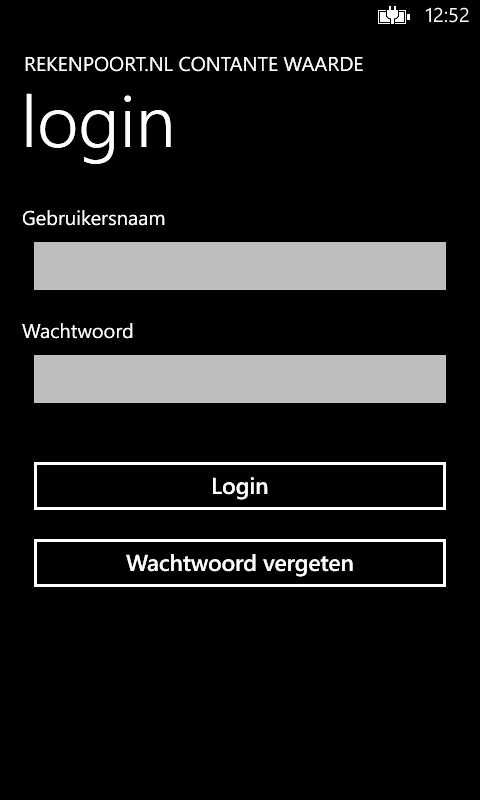 12:52
REKENPOORT.NL CONTANTE WAARDE
login
Gebruikersnaam
Wachtwoord
Login
Wachtwoord vergeten